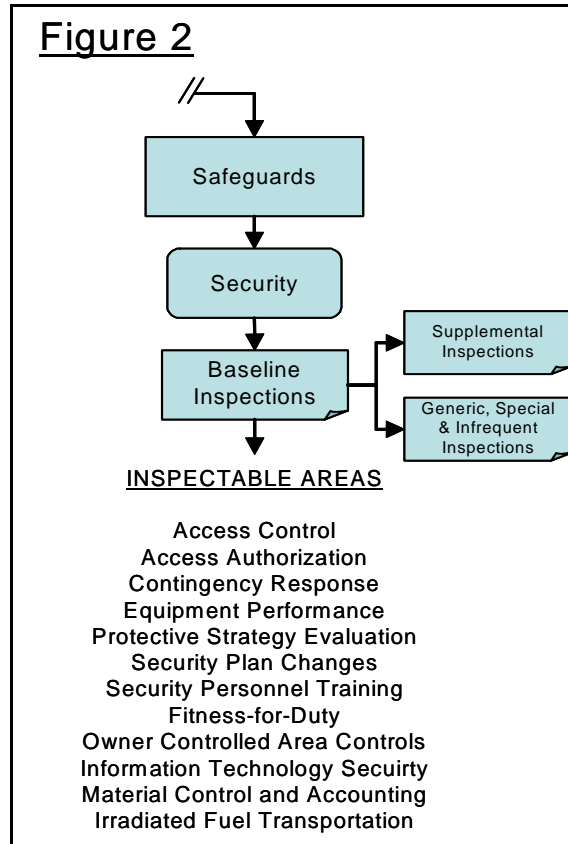 Figure 2
Safeguards
Security
Baseline
Inspections
Supplemental
Inspections
Generic, Special
& Infrequent
Inspections
INSPECTABLE AREAS
Access Control
Access Authorization
Contingency Response
Equipment Performance
Protective Strategy Evaluation
Security Plan Changes
Security Personnel Training
Fitness-for-Duty
Owner Controlled Area Controls
Information Technology Secuirty
Material Control and Accounting
Irradiated Fuel Transportation